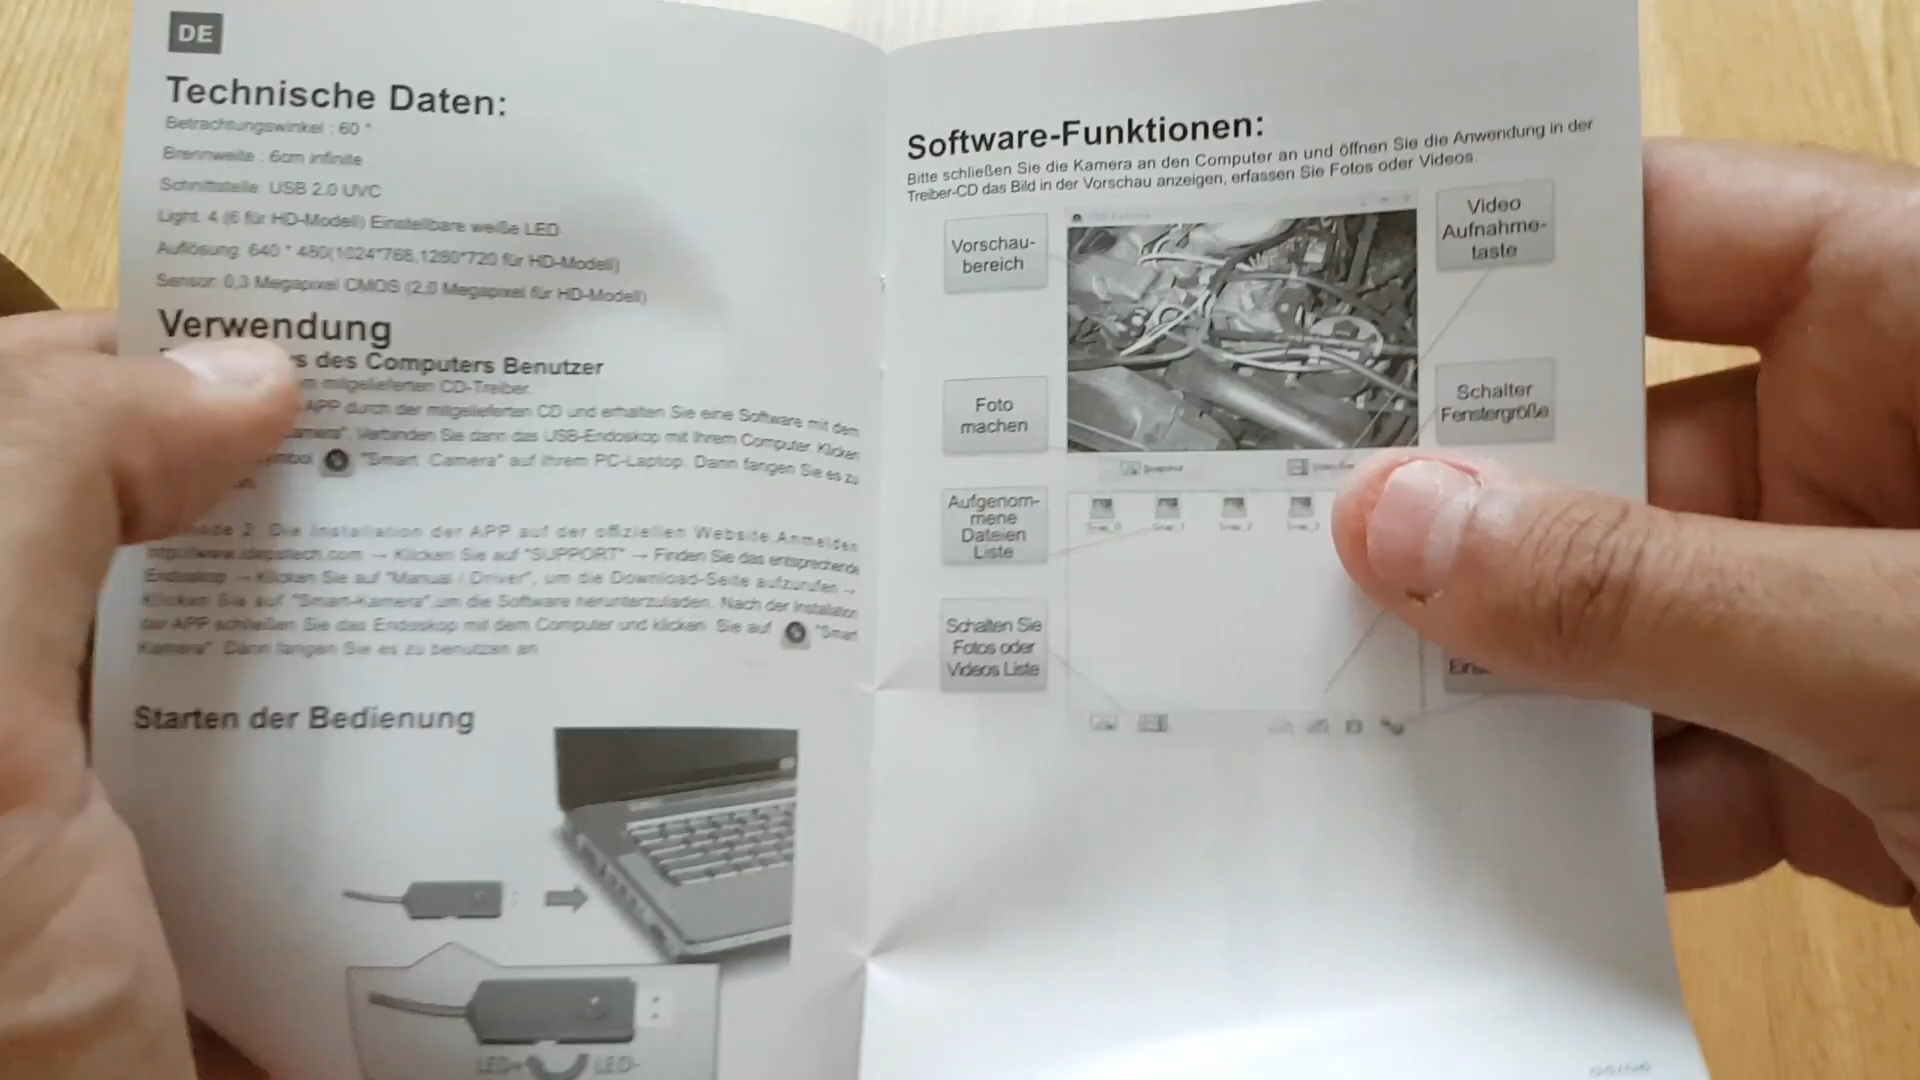 DE
Technische Daten:
Betrachtungswinkel : 60 °
Brennweite : 6cm infinite
Schnittstelle: USB 2.0 UVC
Light: 4 (6 für HD-Modell) Einstellbare weiße LED
Auflösung: 640 * 480(1024*768,1280*720 für HD-Modell)
Sensor: 0,3 Megapixel CMOS (2.0 Megapixel für HD-Modell)
Verwendung
des Computers Benutzer
mitgelieferten CD-Treiber.
APP durch der mitgelieferten CD und erhalten Sie eine Software mit dem
Verbinden Sie dann das USB-Endoskop mit Ihrem Computer. Klicken
"Smart Camera" auf Ihrem PC-Laptop. Dann fangen Sie es zu
2: Die Installation der APP auf der offiziellen Website.Anmelden
→ Klicken Sie auf "SUPPORT" → Finden Sie das entsprechende
Endoskop → Klicken Sie auf "Manual / Driver", um die Download-Seite aufzurufen →
Klicken Sie auf "Smart-Kamera",um die Software herunterzuladen. Nach der Installation
der APP schließen Sie das Endoskop mit dem Computer und klicken Sie auf "Smart
Kamera". Dann fangen Sie es zu benutzen an
Starten der Bedienung
LED+ LED-
Software-Funktionen:
Bitte schließen Sie die Kamera an den Computer an und öffnen Sie die Anwendung in der
Treiber-CD das Bild in der Vorschau anzeigen, erfassen Sie Fotos oder Videos
Vorschau-
bereich
Video
Aufnahme-
taste
Foto
machen
Schalter
Fenstergröße
Snapshot
Aufgenom-
mene
Dateien
Liste
Snap_0 Snap_1 Snap_2 Snap_3
Schalten Sie
Fotos oder
Videos Liste